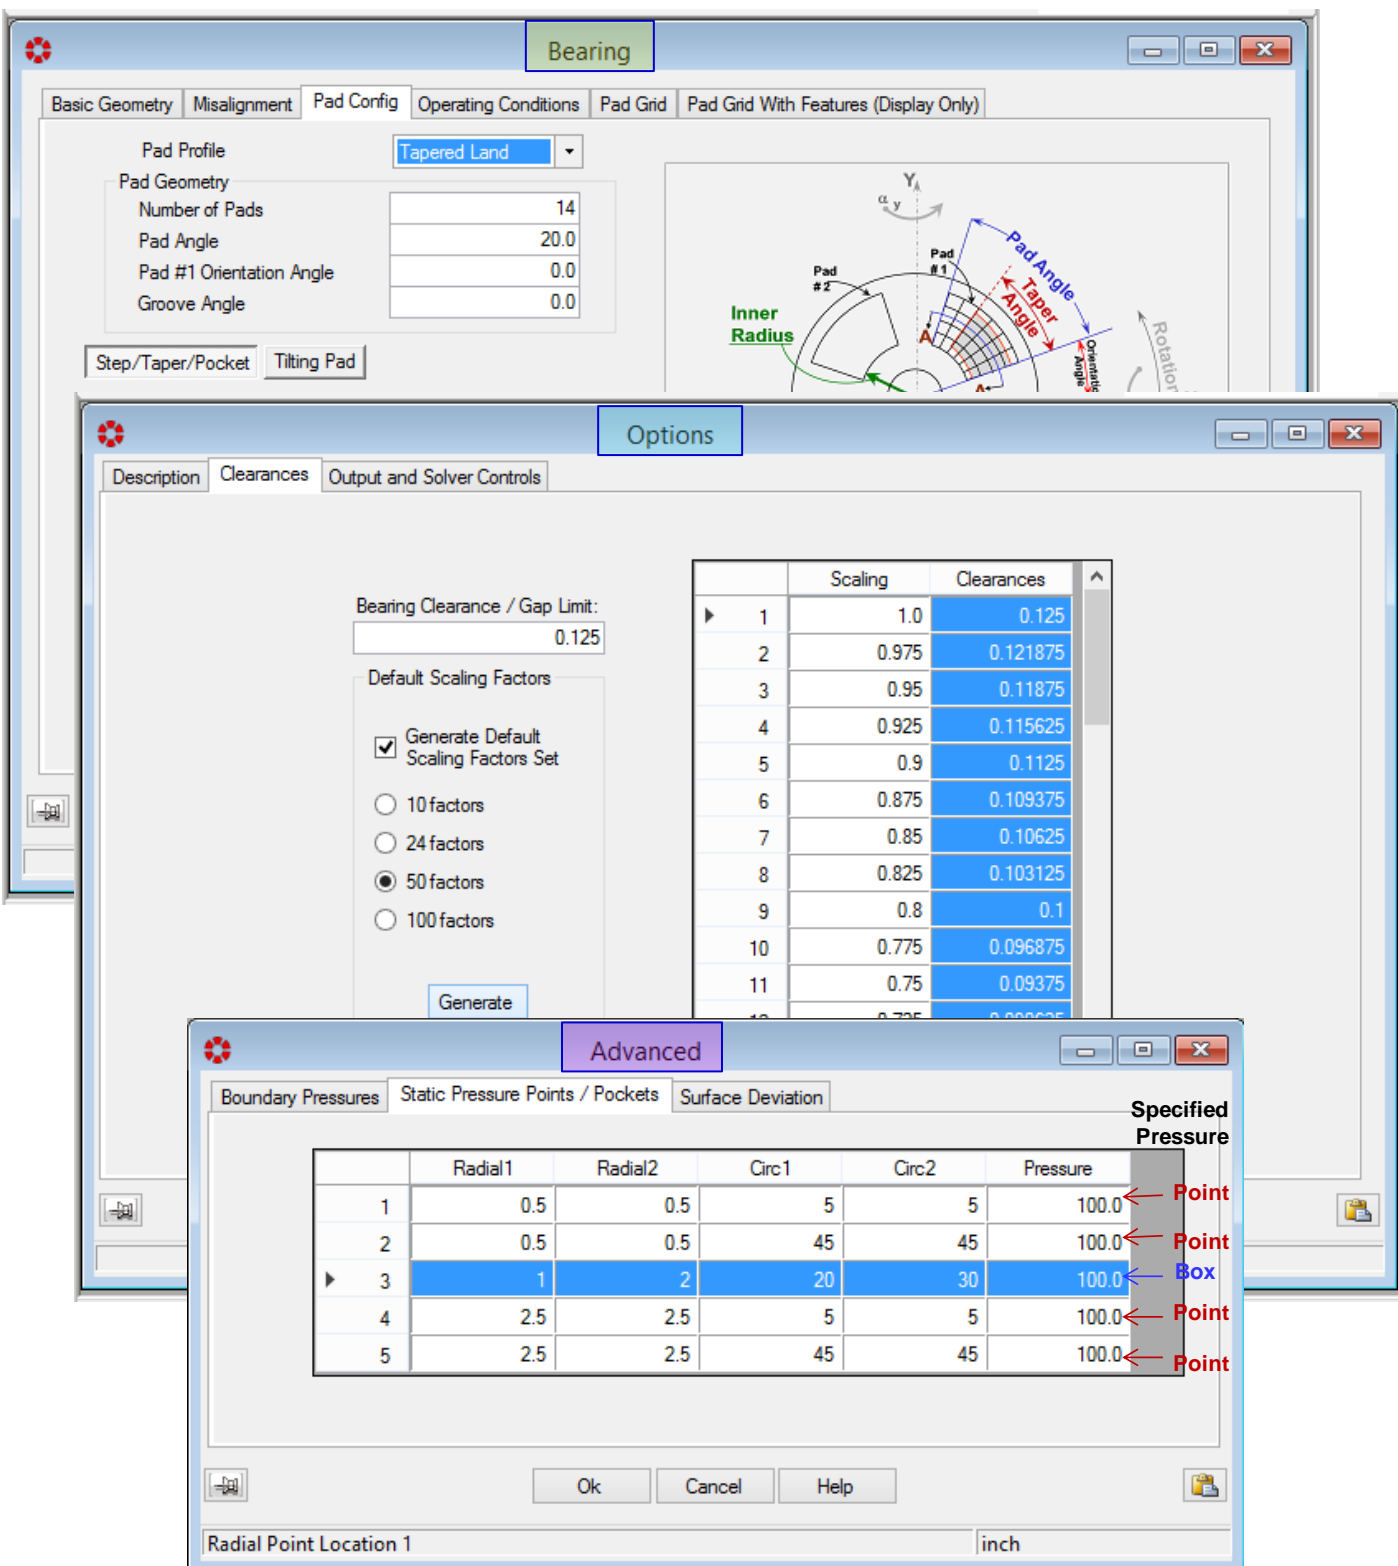 Bearing
Basic Geometry Misalignment Pad Config Operating Conditions Pad Grid Pad Grid With Features (Display Only)
Pad Profile Tapered Land
Pad Geometry
Number of Pads 14
Pad Angle 20.0
Pad #1 Orientation Angle 0.0
Groove Angle 0.0
Step/Taper/Pocket Tilting Pad
Y
α y
Pad Angle
Taper
Angle
Pad
#1
Pad
#2
Inner
Radius
A
A
Angle
Rotation
Options
Description Clearances Output and Solver Controls
Bearing Clearance / Gap Limit:
0.125
Default Scaling Factors
Generate Default
Scaling Factors Set
10 factors
24 factors
50 factors
100 factors
Generate
Scaling Clearances
1 1.0 0.125
2 0.975 0.121875
3 0.95 0.11875
4 0.925 0.115625
5 0.9 0.1125
6 0.875 0.109375
7 0.85 0.10625
8 0.825 0.103125
9 0.8 0.1
10 0.775 0.096875
11 0.75 0.09375
Advanced
Boundary Pressures Static Pressure Points / Pockets Surface Deviation
Specified
Pressure
Radial1 Radial2 Circ1 Circ2 Pressure
1 0.5 0.5 5 5 100.0 Point
2 0.5 0.5 45 45 100.0 Point
3 1 2 20 30 100.0 Box
4 2.5 2.5 5 5 100.0 Point
5 2.5 2.5 45 45 100.0 Point
Ok Cancel Help
Radial Point Location 1 inch